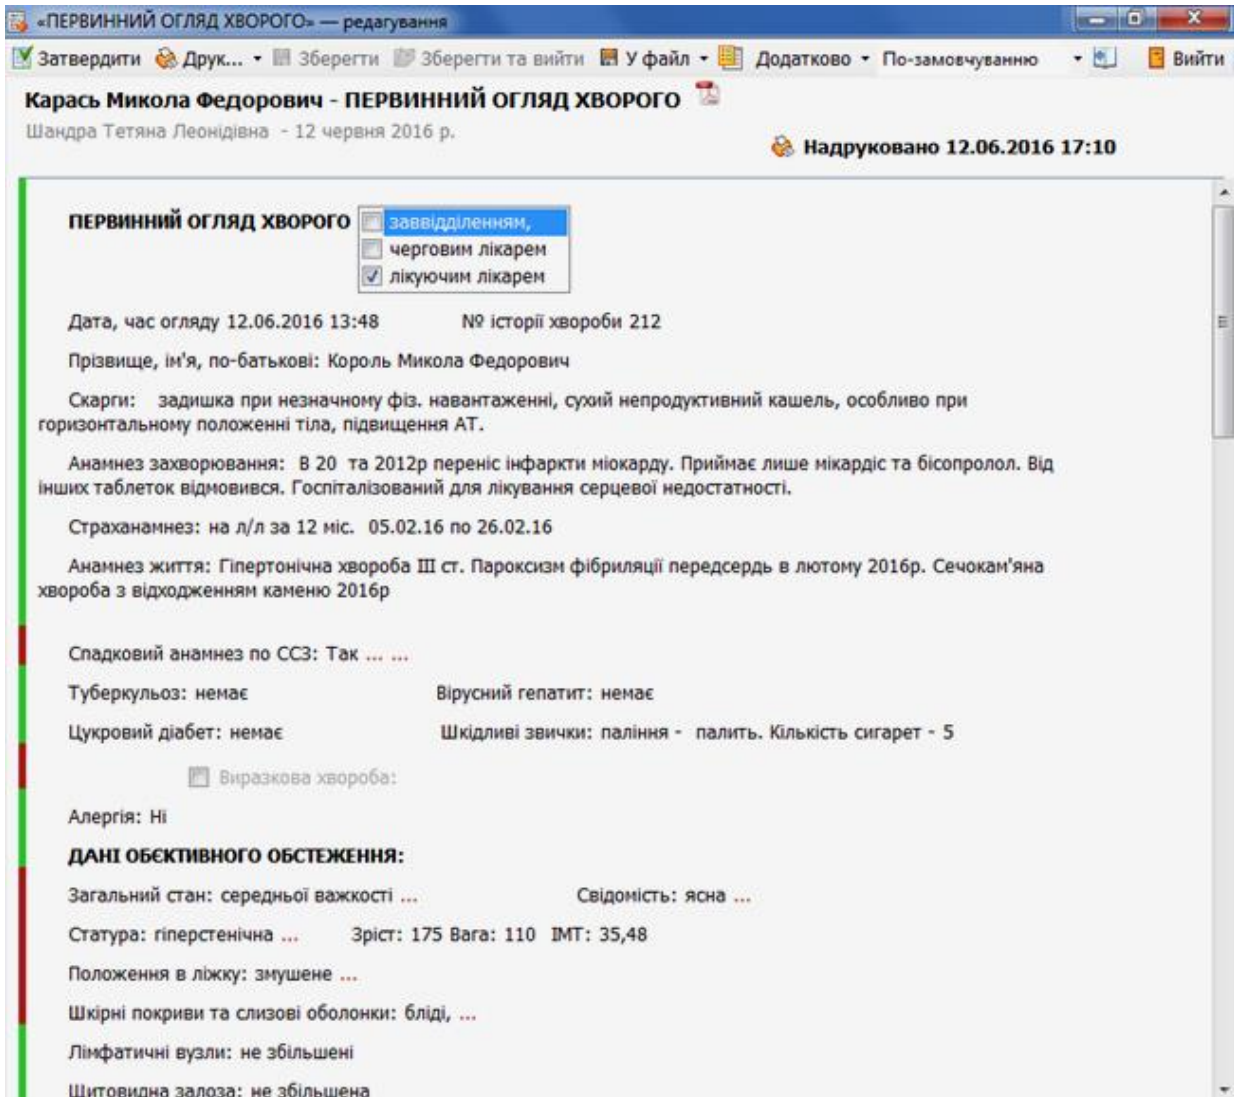 «ПЕРВИННИЙ ОГЛЯД ХВОРОГО» — редагування
Затвердити Друк... Зберегти Зберегти та вийти У файл Додатково По-замовчуванню Вийти
Карась Микола Федорович - ПЕРВИННИЙ ОГЛЯД ХВОРОГО
Шандра Тетяна Леонідівна - 12 червня 2016 р.
Надруковано 12.06.2016 17:10
ПЕРВИННИЙ ОГЛЯД ХВОРОГО заввідділенням,
черговим лікарем
лікуючим лікарем
Дата, час огляду 12.06.2016 13:48 № історії хвороби 212
Прізвище, ім'я, по-батькові: Король Микола Федорович
Скарги: задишка при незначному фіз. навантаженні, сухий непродуктивний кашель, особливо при
горизонтальному положенні тіла, підвищення АТ.
Анамнез захворювання: В 20 та 2012р переніс інфаркти міокарду. Приймає лише мікардіс та бісопролол. Від
інших таблеток відмовився. Госпіталізований для лікування серцевої недостатності.
Страханамнез: на л/л за 12 міс. 05.02.16 по 26.02.16
Анамнез життя: Гіпертонічна хвороба III ст. Пароксизм фібриляції передсердь в лютому 2016р. Сечокам'яна
хвороба з відходженням каменю 2016р
Спадковий анамнез по ССЗ: Так ... ...
Туберкульоз: немає Вірусний гепатит: немає
Цукровий діабет: немає Шкідливі звички: паління - палить. Кількість сигарет - 5
Виразкова хвороба:
Алергія: Ні
ДАНІ ОБЄКТИВНОГО ОБСТЕЖЕННЯ:
Загальний стан: середньої важкості ... Свідомість: ясна ...
Статура: гіперстенічна ... Зріст: 175 Вага: 110 ІМТ: 35,48
Положення в ліжку: змушене ...
Шкірні покриви та слизові оболонки: бліді, ...
Лімфатичні вузли: не збільшені
Щитовидна залоза: не збільшена